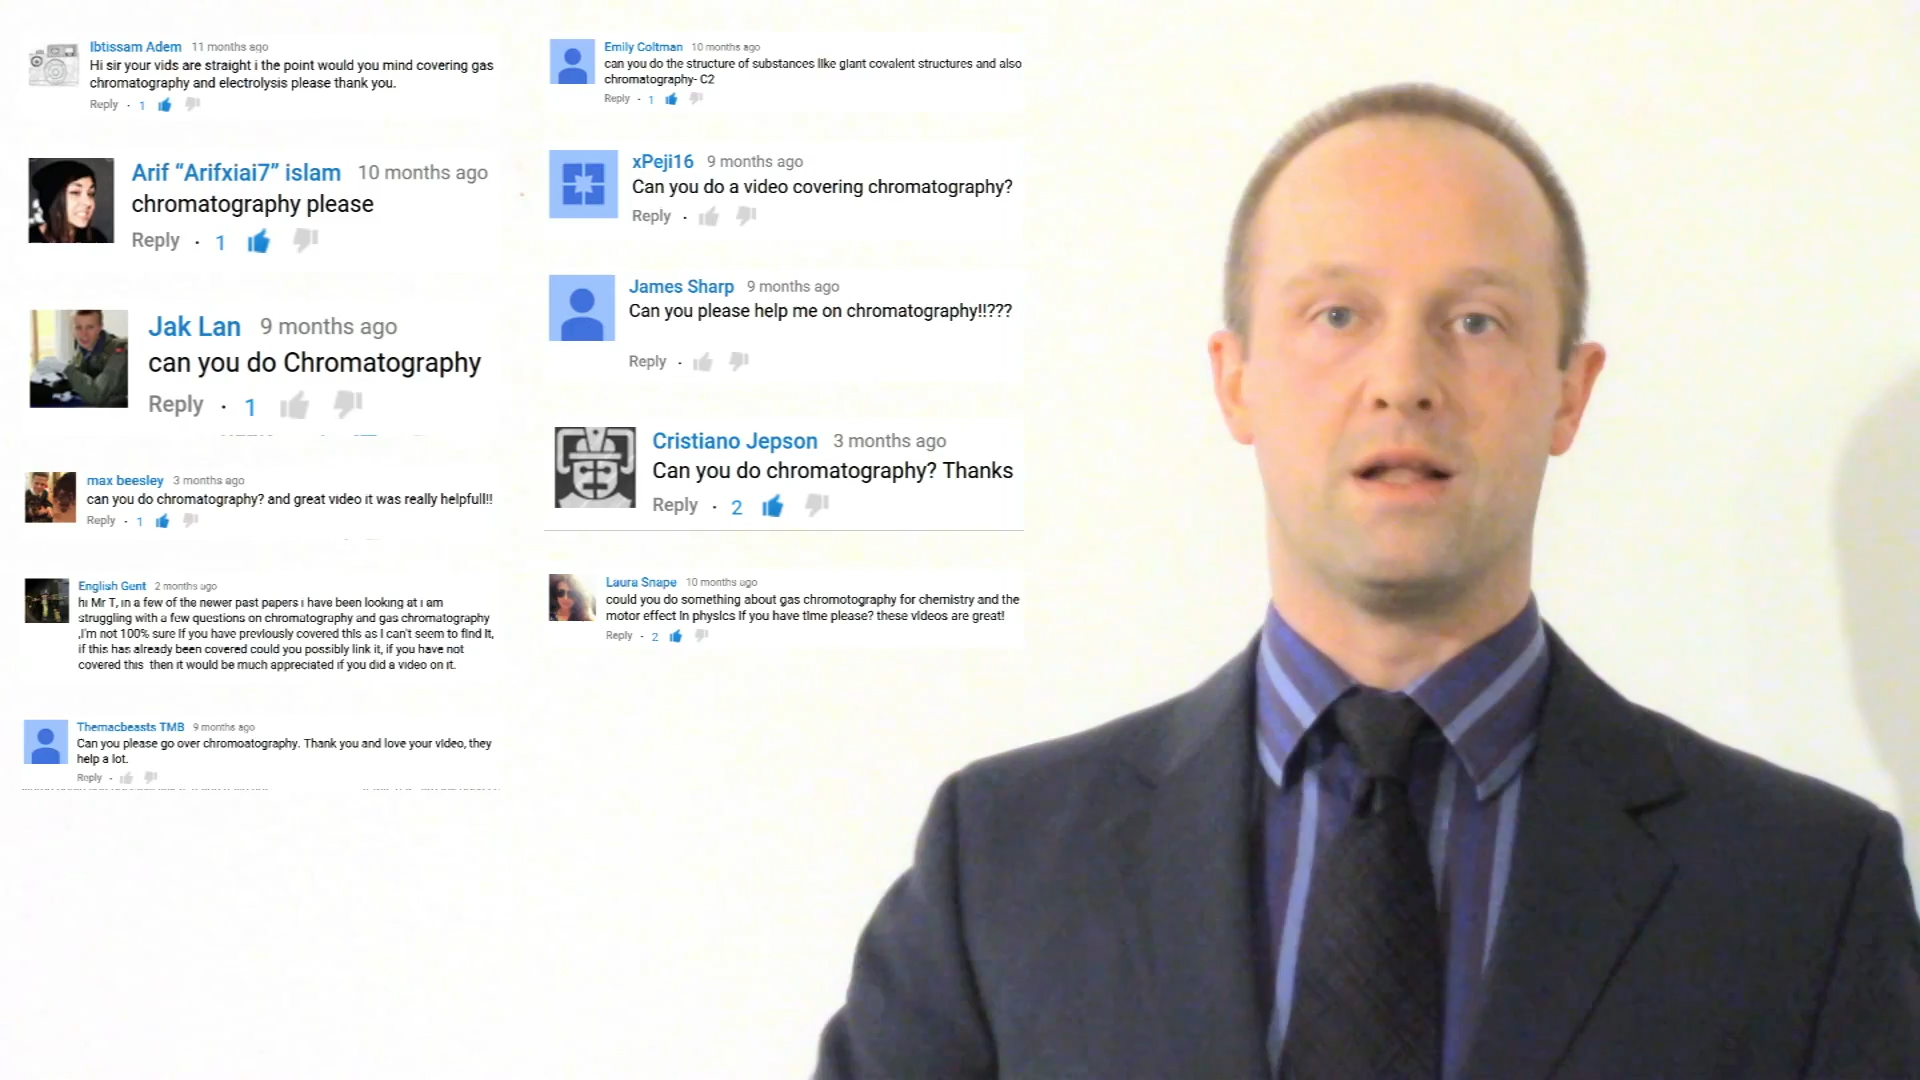 Ibtissam Adem 11 months ago
Hi sir your vids are straight i the point would you mind covering gas
chromatography and electrolysis please thank you.
Reply · 1
Arif “Arifxiai7” islam 10 months ago
chromatography please
Reply · 1
Jak Lan 9 months ago
can you do Chromatography
Reply · 1
max beesley 3 months ago
can you do chromatography? and great video it was really helpfull!!
Reply · 1
English Gent 2 months ago
hi Mr T, in a few of the newer past papers i have been looking at i am
struggling with a few questions on chromatography and gas chromatography
,I'm not 100% sure if you have previously covered this as I can't seem to find it,
if this has already been covered could you possibly link it, if you have not
covered this then it would be much appreciated if you did a video on it.
Themacbeasts TMB 9 months ago
Can you please go over chromoatography. Thank you and love your video, they
help a lot.
Reply ·
Emily Coltman 10 months ago
can you do the structure of substances like giant covalent structures and also
chromatography- C2
Reply · 1
xPeji16 9 months ago
Can you do a video covering chromatography?
Reply ·
James Sharp 9 months ago
Can you please help me on chromatography!!???
Reply ·
Cristiano Jepson 3 months ago
Can you do chromatography? Thanks
Reply · 2
Laura Snape 10 months ago
could you do something about gas chromotography for chemistry and the
motor effect in physics if you have time please? these videos are great!
Reply · 2